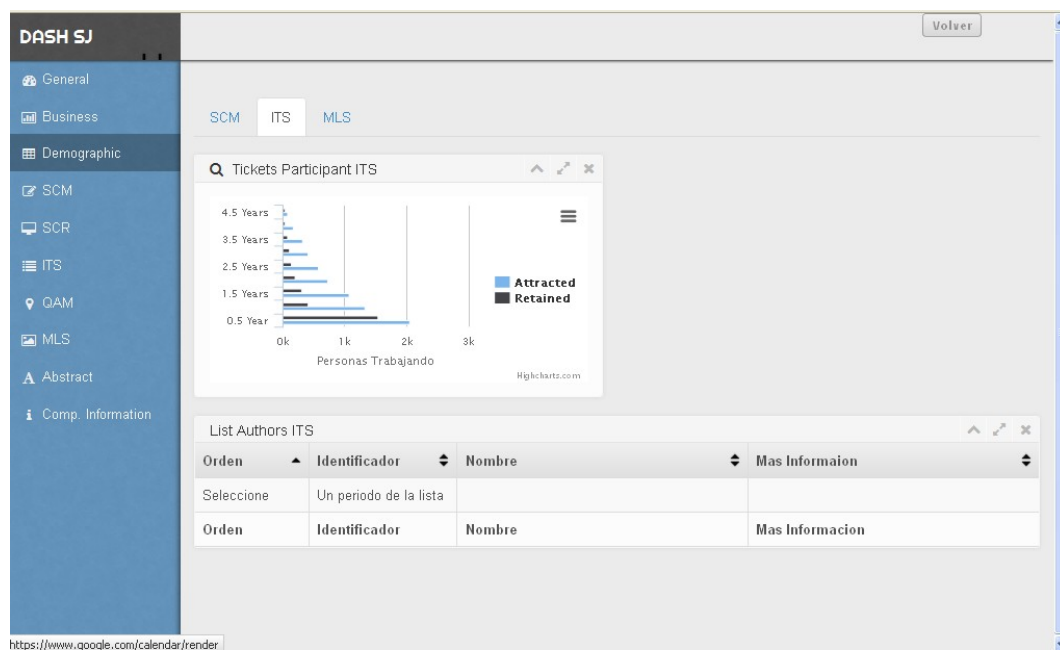 DASH SJ
Volver
General
Business
Demographic
SCM
SCR
ITS
QAM
MLS
Abstract
Comp. Information
SCM ITS MLS
Tickets Participant ITS
4.5 Years
3.5 Years
2.5 Years
1.5 Years
0.5 Year
0k 1k 2k 3k
Personas Trabajando
Attracted
Retained
Highcharts.com
List Authors ITS
Orden Identificador Nombre Mas Informaion
Seleccione Un periodo de la lista
Orden Identificador Nombre Mas Informacion
https://www.google.com/calendar/render